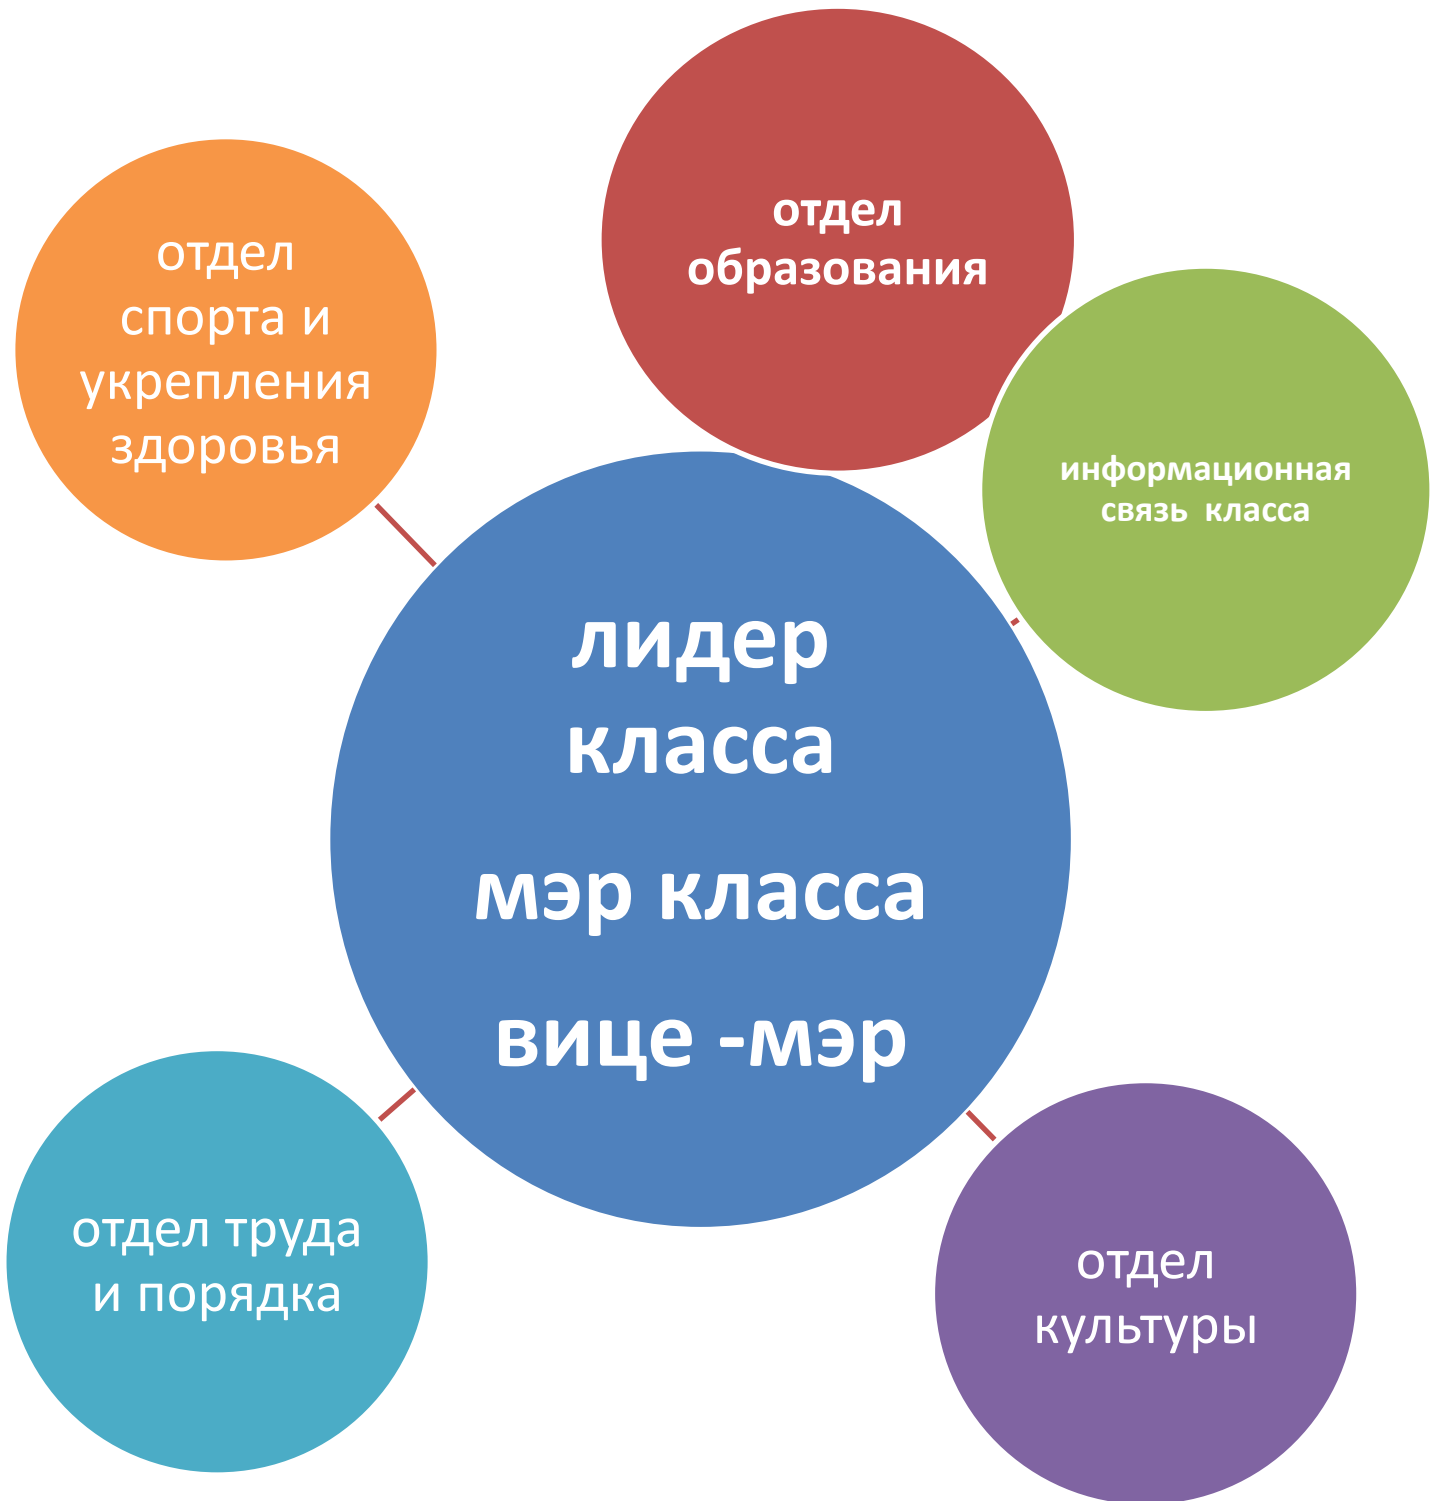 отдел
образования
отдел
спорта и
укрепления
здоровья
информационная
связь  класса
лидер
класса
мэр класса
вице -мэр
отдел труда
и порядка
отдел
культуры